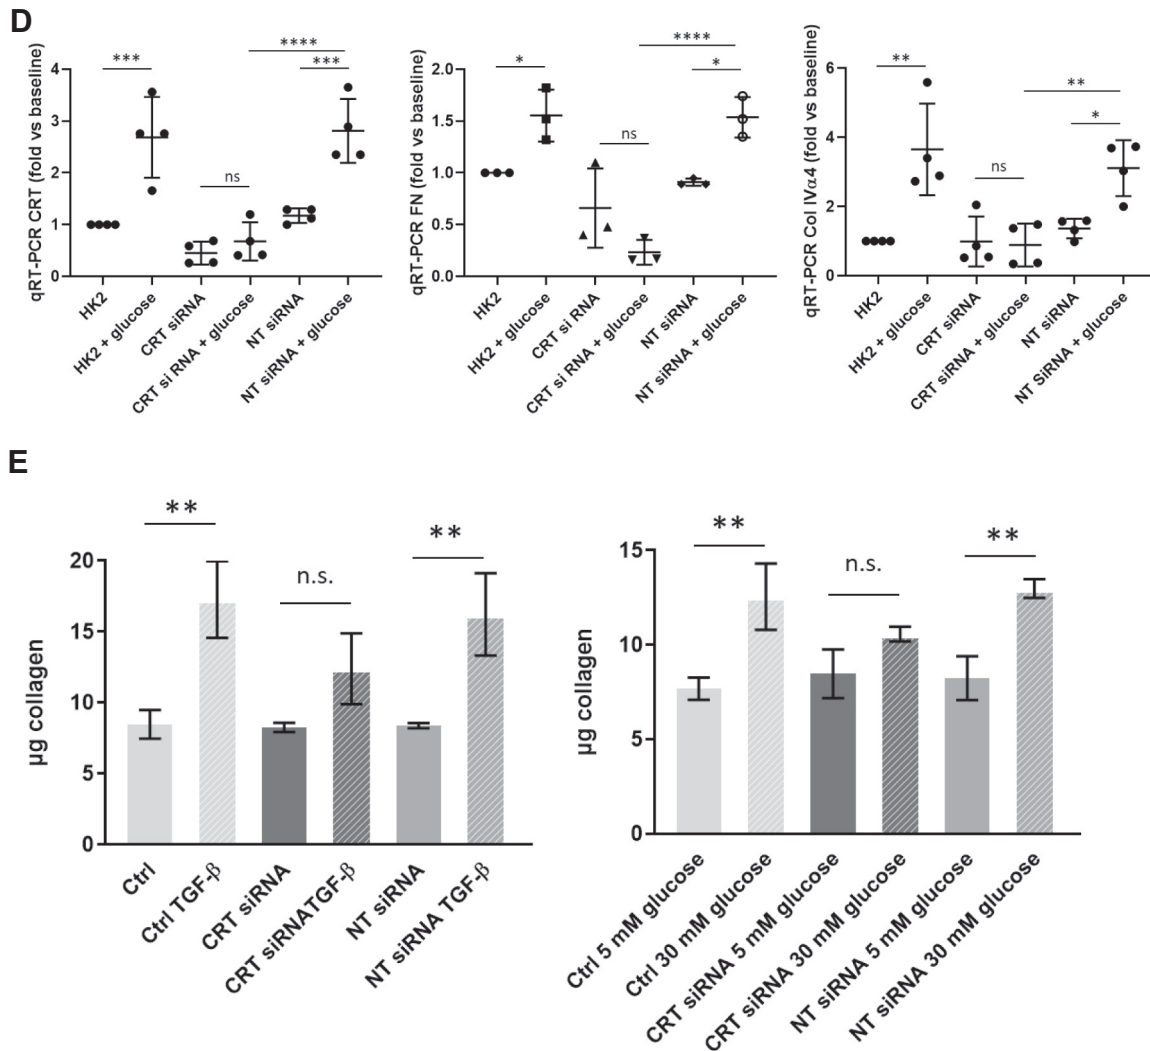 D
qRT-PCR CRT (fold vs baseline)
4
3
2
1
0
***
ns
****
***
HK2
HK2 + glucose
CRT siRNA
CRT si RNA + glucose
NT siRNA
NT siRNA + glucose
qRT-PCR FN (fold vs baseline)
2.0
1.5
1.0
0.5
0.0
*
ns
****
*
HK2
HK2 + glucose
CRT si RNA
CRT si RNA + glucose
NT siRNA
NT siRNA + glucose
qRT-PCR Col IVα4 (fold vs baseline)
6
4
2
0
**
ns
**
*
HK2
HK2 + glucose
CRT siRNA
CRT siRNA + glucose
NT siRNA
NT SiRNA + glucose
E
µg collagen
20
15
10
5
0
**
n.s.
**
Ctrl
Ctrl TGF-β
CRT siRNA
CRT siRNATGF-β
NT siRNA
NT siRNA TGF-β
µg collagen
15
10
5
0
**
n.s.
**
Ctrl 5 mM glucose
Ctrl 30 mM glucose
CRT siRNA 5 mM glucose
CRT siRNA 30 mM glucose
NT siRNA 5 mM glucose
NT siRNA 30 mM glucose